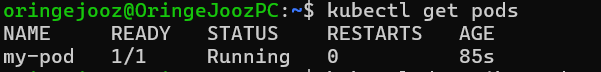 oringejooz@OringeJoozPC:~$ kubectl get pods
NAME READY STATUS RESTARTS AGE
my-pod 1/1 Running 0 85s